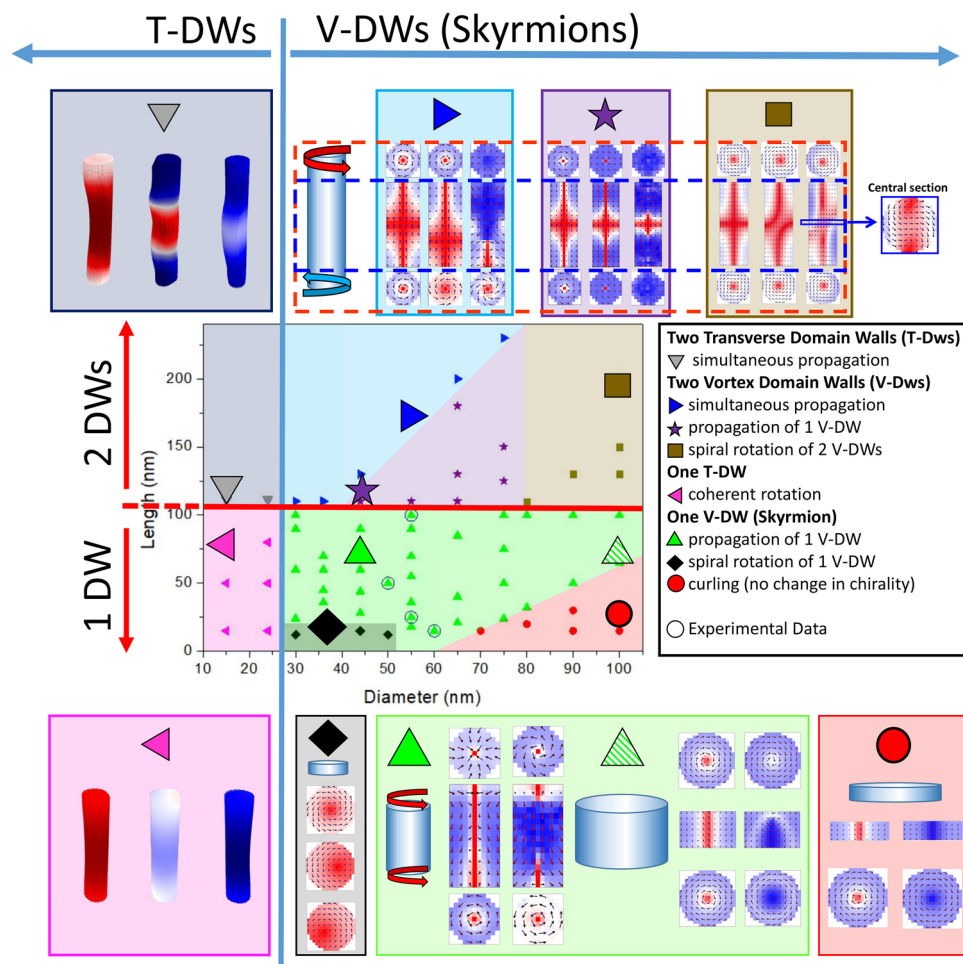 T-DWs
V-DWs (Skyrmions)
Central section
2 DWs
1 DW
Length (nm)
200
150
100
50
0
10 20 30 40 50 60 70 80 90 100
Diameter (nm)
Two Transverse Domain Walls (T-Dws)
simultaneous propagation
Two Vortex Domain Walls (V-Dws)
simultaneous propagation
propagation of 1 V-DW
spiral rotation of 2 V-DWs
One T-DW
coherent rotation
One V-DW (Skyrmion)
propagation of 1 V-DW
spiral rotation of 1 V-DW
curling (no change in chirality)
Experimental Data